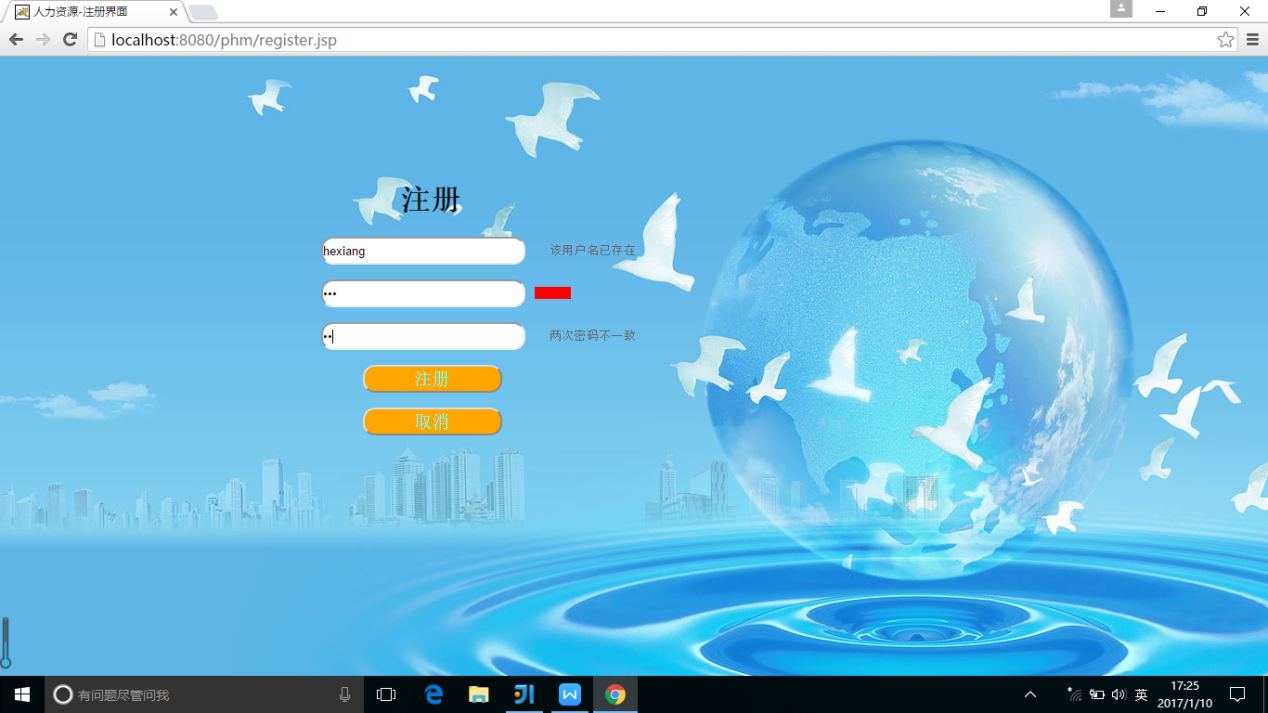 人力资源-注册界面
localhost:8080/phm/register.jsp
注册
hexiang
该用户名已存在
两次密码不一致
注册
取消
有问题尽管问我
英
17:25
2017/1/10